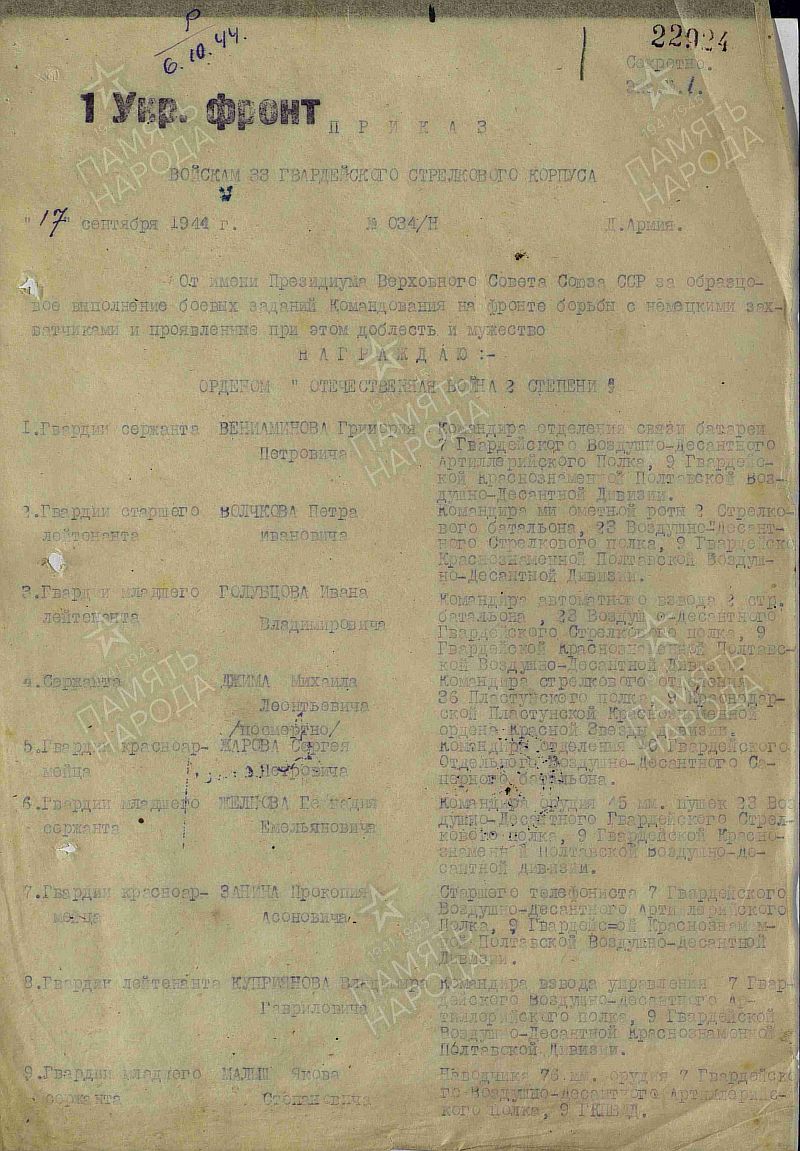 Р
6.10.44.
22024
Секретно.
1 Укр. фронт
ПРИКАЗ
ВОЙСКАМ 33 ГВАРДЕЙСКОГО СТРЕЛКОВОГО КОРПУСА
"17" сентября 1944 г. № 034/Н Д.Армия.
От имени Президиума Верховного Совета Союза ССР за образцо-
вое выполнение боевых заданий Командования на фронте борьбы с немецкими зах-
ватчиками и проявленные при этом доблесть и мужество
НАГРАЖДАЮ:-
ОРДЕНОМ " ОТЕЧЕСТВЕННАЯ ВОЙНА 2 СТЕПЕНИ "
1.Гвардии сержанта ВЕНИАМИНОВА Григория Командира отделения связи батареи
Петровича 7 Гвардейского Воздушно-Десантного
Артиллерийского Полка, 9 Гвардейс-
кой Краснознаменной Полтавской Воз-
душно-Десантной Дивизии.
2.Гвардии старшего ВОЛЧКОВА Петра Командира ми ометной роты 2 Стрелко-
лейтенанта Ивановича вого батальона, 23 Воздушно-Десант-
ного Стрелкового полка, 9 Гвардейско
Краснознаменной Полтавской Воздуш-
но-Десантной Дивизии.
3.Гвард и младшего ГОЛУБЦОВА Ивана Командира автоматного взвода 2 стр.
лейтенанта Владимировича батальона , 23 Воздуш о-Десантного
Гвардейского Стрелкового полка, 9
Гвардейской Краснознаменной Полтавс-
кой Воздушно-Десантной Дивизии.
4.Сержанта ДЖИМА Михаила Командира стрелкового отделения
Леонтьевича 36 Пластунского полка, 9 Краснодар-
/посмертно/ ской Пластунской Краснознаменной
ордена Красной Звезды дивизии.
5.Гвардии красноар- ЖАРОВА Сергея Командира отделения Гвардейского
мейца Петровича Отдельного Воздушно-Десантного Са-
перного батальона.
6.Гвардии младшего ЖЕЛНОВА Геннадия Командира орудия 45 мм. пушек 23 Воз
сержанта Емельяновича душно-Десантного Гвардейского Стрел-
кового полка, 9 Гвардейской Красно-
знаменной Полтавской Воздушно-Де-
сантной Дивизии.
7.Гвардии красноар- ЗАНИНА Прокопия Старшего телефониста 7 Гвардейского
мейца Асоновича Воздушно-Десантного Артиллерийского
Полка, 9 Гвардейской Краснознамен-
ной Полтавской Воздушно-Десантной
Дивизии.
8.Гвардии лейтенанта КУПРИЯНОВА Владимира Командира взвода управления 7 Гвар-
Гавриловича дейского Воздушно-Десантного Ар-
тиллерийского полка, 9 Гвардейской
Воздушно-Десантной Краснознаменной
Полтавской Дивизии.
9.Гвардии младшего МАЛЫШ Якова Наводчика 76 мм. орудия 7 Гвардейск
сержанта Степановича го Воздушно-Десантного Артиллерийс-
кого полка, 9 ГКПВДД.